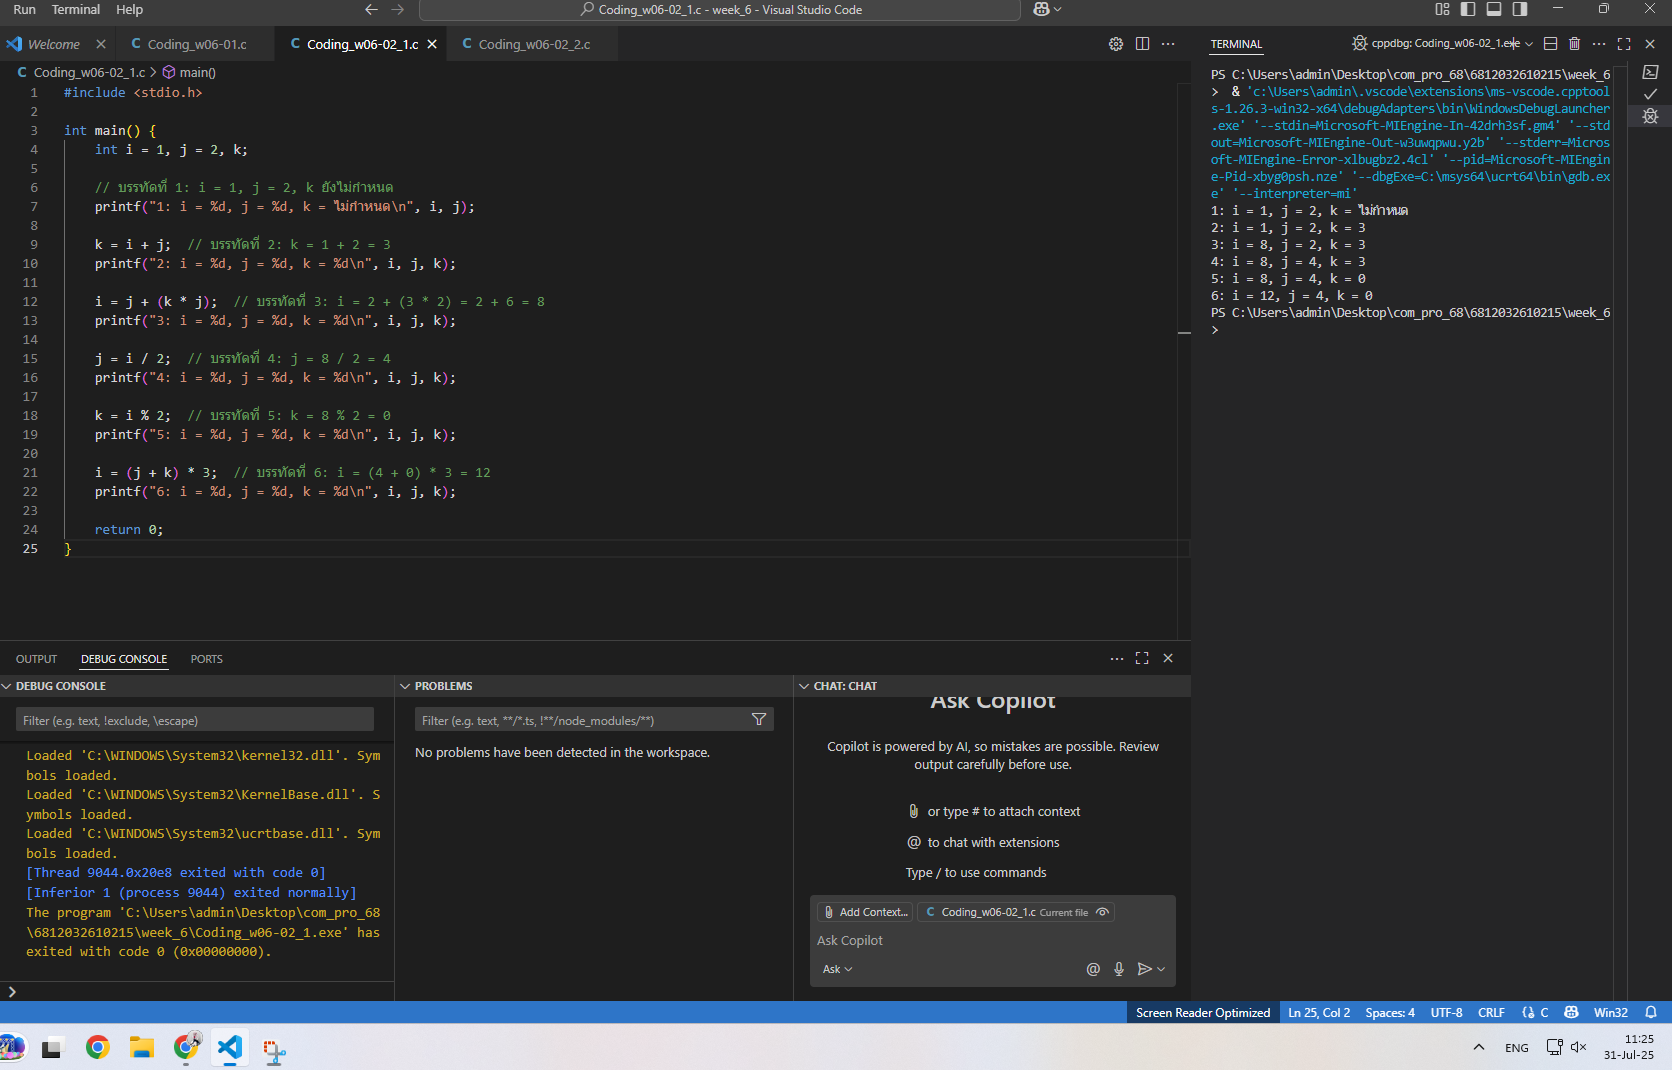 Run Terminal Help
Coding_w06-02_1.c - week_6 - Visual Studio Code
Welcome
C Coding_w06-01.c
C Coding_w06-02_1.c
C Coding_w06-02_2.c
C Coding_w06-02_1.c > main()
1 #include <stdio.h>
2
3 int main() {
4 int i = 1, j = 2, k;
5
6 // บรรทัดที่ 1: i = 1, j = 2, k ยังไม่กำหนด
7 printf("1: i = %d, j = %d, k = ไม่กำหนด\n", i, j);
8
9 k = i + j; // บรรทัดที่ 2: k = 1 + 2 = 3
10 printf("2: i = %d, j = %d, k = %d\n", i, j, k);
11
12 i = j + (k * j); // บรรทัดที่ 3: i = 2 + (3 * 2) = 2 + 6 = 8
13 printf("3: i = %d, j = %d, k = %d\n", i, j, k);
14
15 j = i / 2; // บรรทัดที่ 4: j = 8 / 2 = 4
16 printf("4: i = %d, j = %d, k = %d\n", i, j, k);
17
18 k = i % 2; // บรรทัดที่ 5: k = 8 % 2 = 0
19 printf("5: i = %d, j = %d, k = %d\n", i, j, k);
20
21 i = (j + k) * 3; // บรรทัดที่ 6: i = (4 + 0) * 3 = 12
22 printf("6: i = %d, j = %d, k = %d\n", i, j, k);
23
24 return 0;
25 }
TERMINAL
cppdbg: Coding_w06-02_1.exe
PS C:\Users\admin\Desktop\com_pro_68\6812032610215\week_6
> & 'c:\Users\admin\.vscode\extensions\ms-vscode.cpptool
s-1.26.3-win32-x64\debugAdapters\bin\WindowsDebugLauncher
.exe' '--stdin=Microsoft-MIEngine-In-42drh3sf.gm4' '--std
out=Microsoft-MIEngine-Out-w3uwqpwu.y2b' '--stderr=Micros
oft-MIEngine-Error-xlbugbz2.4cl' '--pid=Microsoft-MIEngin
e-Pid-xbyg0psh.nze' '--dbgExe=C:\msys64\ucrt64\bin\gdb.ex
e' '--interpreter=mi'
1: i = 1, j = 2, k = ไม่กำหนด
2: i = 1, j = 2, k = 3
3: i = 8, j = 2, k = 3
4: i = 8, j = 4, k = 3
5: i = 8, j = 4, k = 0
6: i = 12, j = 4, k = 0
PS C:\Users\admin\Desktop\com_pro_68\6812032610215\week_6
>
OUTPUT DEBUG CONSOLE PORTS
DEBUG CONSOLE
Filter (e.g. text, !exclude, \escape)
Loaded 'C:\WINDOWS\System32\kernel32.dll'. Sym
bols loaded.
Loaded 'C:\WINDOWS\System32\KernelBase.dll'. S
ymbols loaded.
Loaded 'C:\WINDOWS\System32\ucrtbase.dll'. Sym
bols loaded.
[Thread 9044.0x20e8 exited with code 0]
[Inferior 1 (process 9044) exited normally]
The program 'C:\Users\admin\Desktop\com_pro_68
\6812032610215\week_6\Coding_w06-02_1.exe' has
exited with code 0 (0x00000000).
>
PROBLEMS
Filter (e.g. text, **/*.ts, !**/node_modules/**)
No problems have been detected in the workspace.
CHAT: CHAT
Ask Copilot
Copilot is powered by AI, so mistakes are possible. Review
output carefully before use.
or type # to attach context
@ to chat with extensions
Type / to use commands
Add Context...
C Coding_w06-02_1.c Current file
Ask Copilot
Ask
@
Screen Reader Optimized Ln 25, Col 2 Spaces: 4 UTF-8 CRLF {} C Win32
ENG
11:25
31-Jul-25